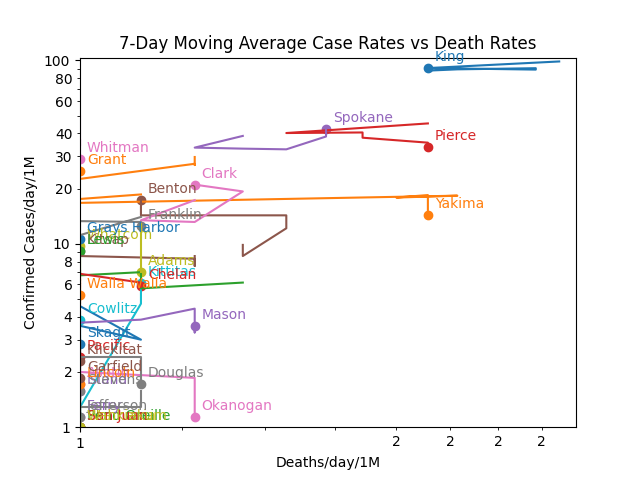 7-Day Moving Average Case Rates vs Death Rates
King
Spokane
Pierce
Whitman
Grant
Clark
Benton
Yakima
Franklin
Grays Harbor
Adams
Kittitas
Chelan
Walla Walla
Cowlitz
Mason
Skagit
Pacific
Klickitat
Garfield
Douglas
Stevens
Okanogan
Jefferson
Confirmed Cases/day/1M
100
80
60
40
30
20
10
8
6
4
3
2
1
1
2
2
2
2
Deaths/day/1M